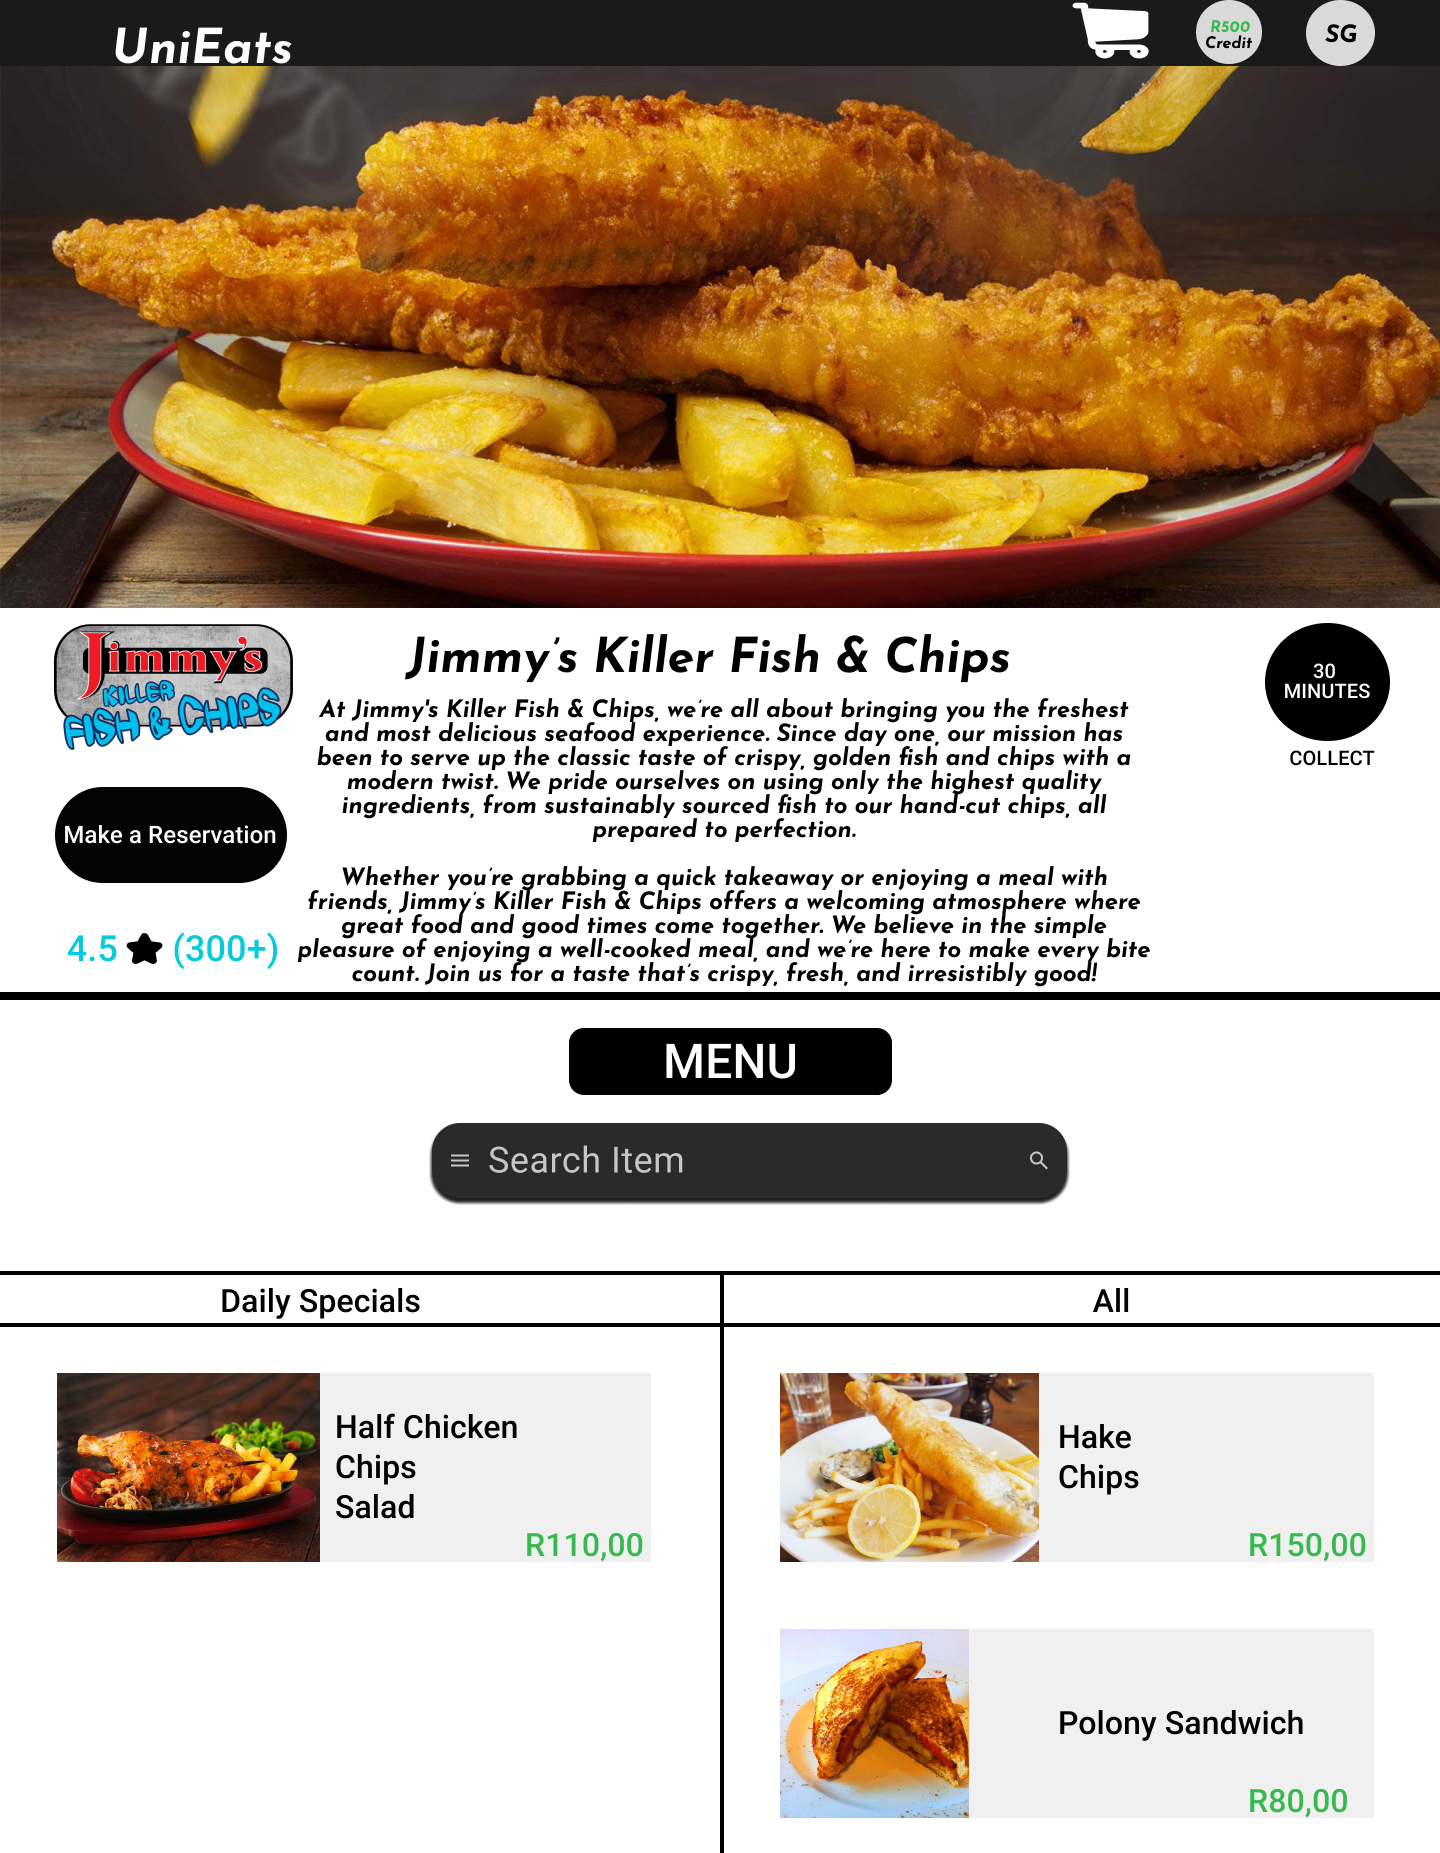 UniEats
R500
Credit
SG
Jimmy's
KILLER
FISH & CHIPS
Jimmy's Killer Fish & Chips
At Jimmy's Killer Fish & Chips, we're all about bringing you the freshest
and most delicious seafood experience. Since day one, our mission has
been to serve up the classic taste of crispy, golden fish and chips with a
modern twist. We pride ourselves on using only the highest quality
ingredients, from sustainably sourced fish to our hand-cut chips, all
prepared to perfection.
Whether you're grabbing a quick takeaway or enjoying a meal with
friends, Jimmy's Killer Fish & Chips offers a welcoming atmosphere where
great food and good times come together. We believe in the simple
pleasure of enjoying a well-cooked meal, and we're here to make every bite
count. Join us for a taste that's crispy, fresh, and irresistibly good!
30
MINUTES
COLLECT
Make a Reservation
4.5 ★ (300+)
MENU
Search Item
Daily Specials
All
Half Chicken
Chips
Salad
R110,00
Hake
Chips
R150,00
Polony Sandwich
R80,00